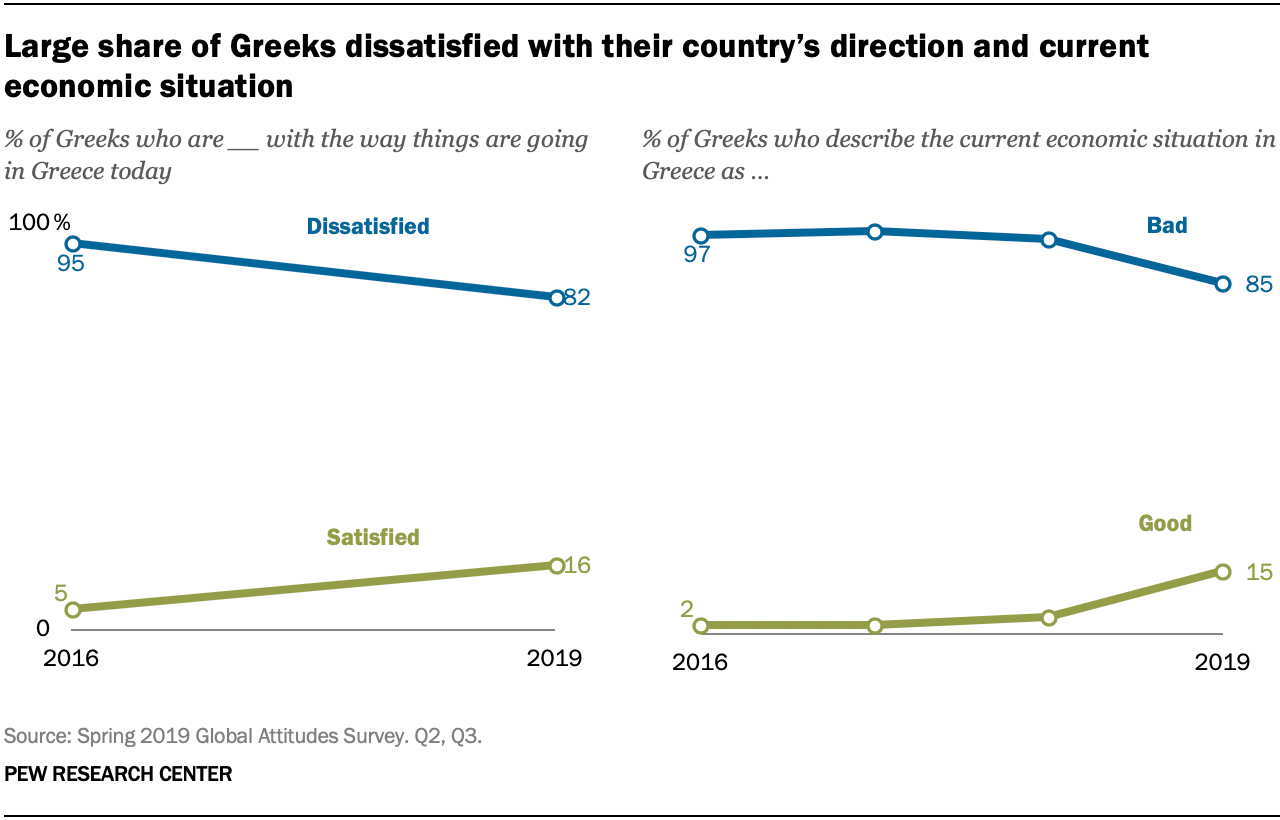 Large share of Greeks dissatisfied with their country’s direction and current
economic situation
% of Greeks who are __ with the way things are going
in Greece today
100 %
Dissatisfied
95
82
Satisfied
5
16
0
2016
2019
% of Greeks who describe the current economic situation in
Greece as ...
Bad
97
85
Good
2
15
2016
2019
Source: Spring 2019 Global Attitudes Survey. Q2, Q3.
PEW RESEARCH CENTER